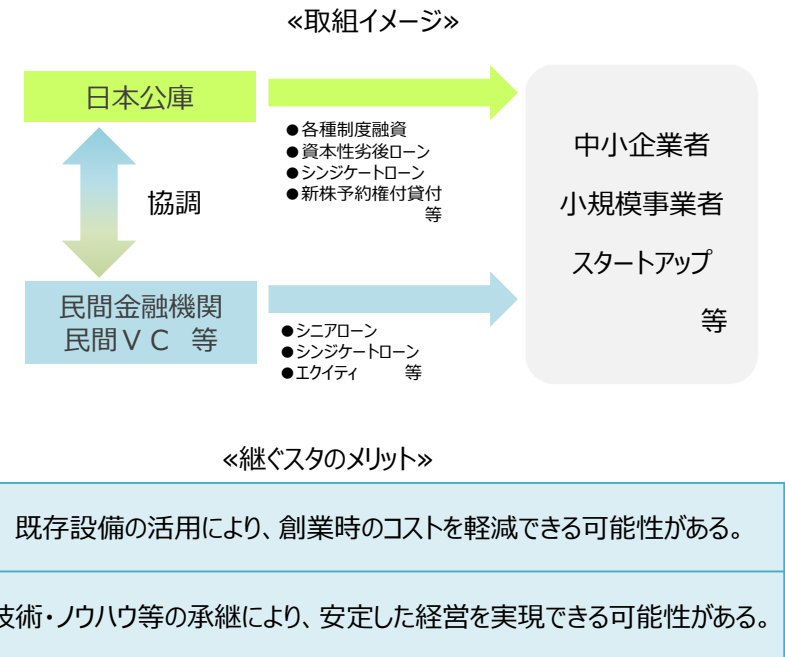 ≪取組イメージ≫
日本公庫
●各種制度融資
●資本性劣後ローン
●シンジケートローン
●新株予約権付貸付
等
協調
民間金融機関
民間ＶＣ 等
●シニアローン
●シンジケートローン
●エクイティ 等
中小企業者
小規模事業者
スタートアップ
等
≪継ぐスタのメリット≫
既存設備の活用により、創業時のコストを軽減できる可能性がある。
技術・ノウハウ等の承継により、安定した経営を実現できる可能性がある。